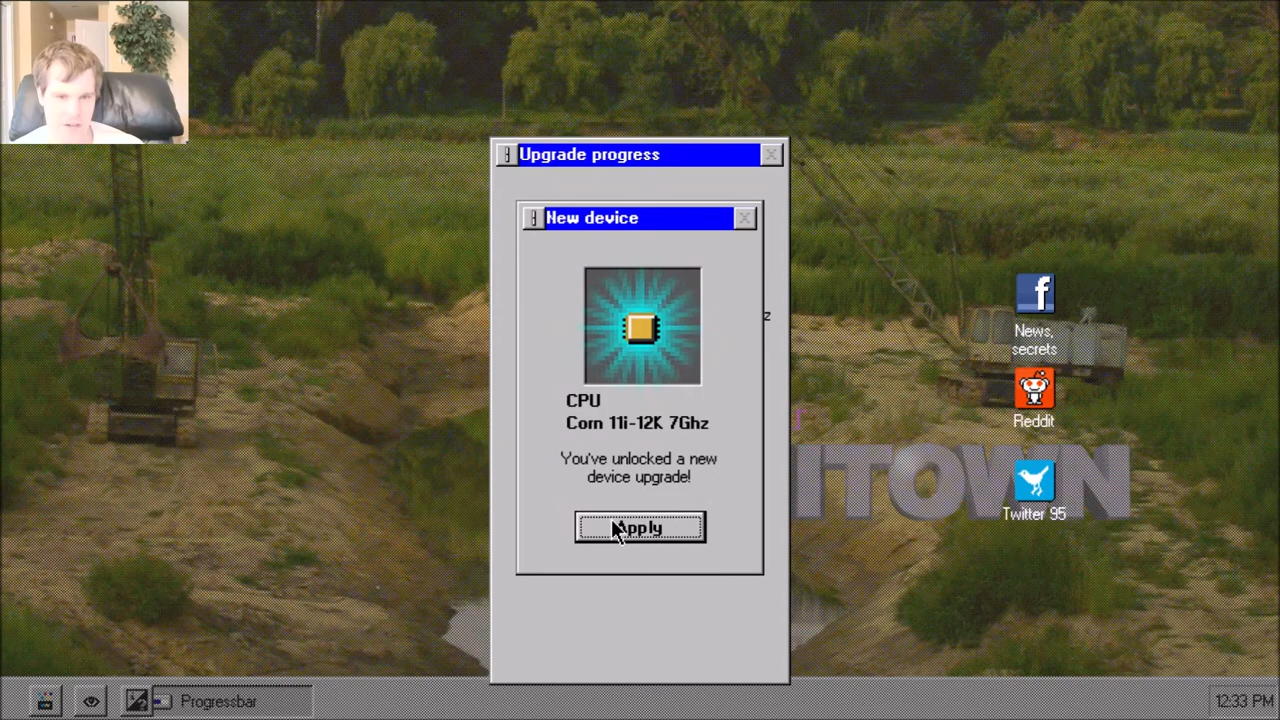 Upgrade progress
New device
z
CPU
Corn 11i-12K 7Ghz
You've unlocked a new
device upgrade!
Apply
f
News,
secrets
Reddit
ITOWN
Twitter 95
Progressbar
12:33 PM